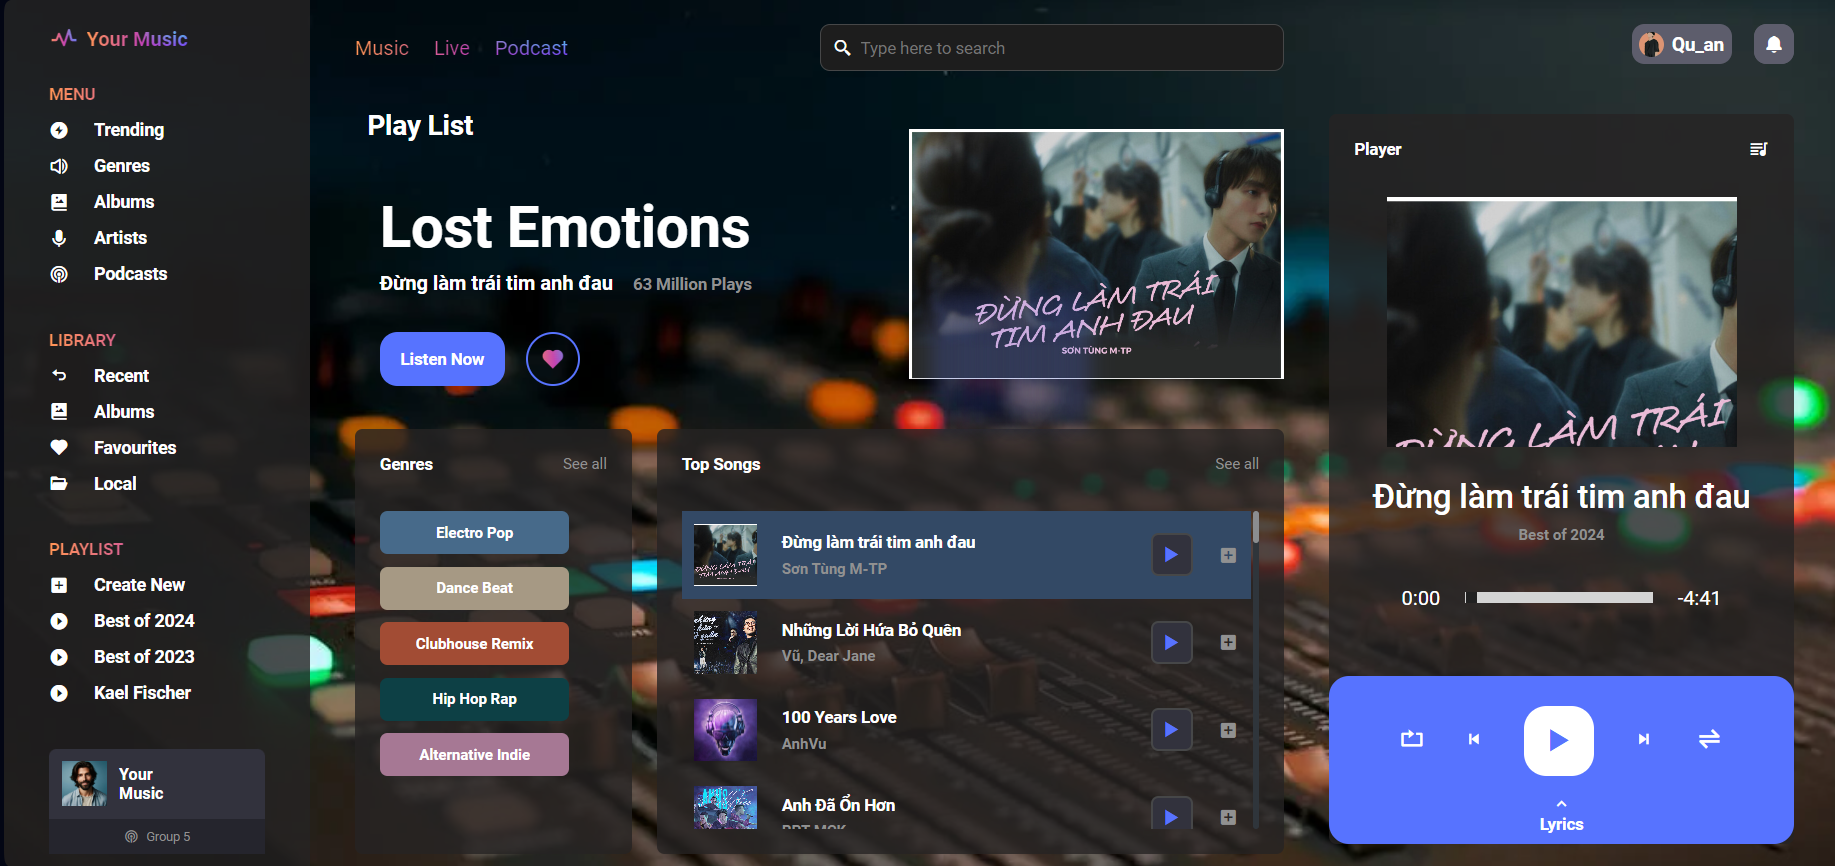 Your Music
MENU
Trending
Genres
Albums
Artists
Podcasts
LIBRARY
Recent
Albums
Favourites
Local
PLAYLIST
Create New
Best of 2024
Best of 2023
Kael Fischer
Your
Music
Group 5
Music Live Podcast
Type here to search
Qu_an
Play List
Lost Emotions
Đừng làm trái tim anh đau 63 Million Plays
Listen Now
ĐỪNG LÀM TRÁI
TIM ANH ĐAU
SƠN TÙNG M-TP
Genres See all
Electro Pop
Dance Beat
Clubhouse Remix
Hip Hop Rap
Alternative Indie
Top Songs See all
Đừng làm trái tim anh đau
Sơn Tùng M-TP
Những Lời Hứa Bỏ Quên
Vũ, Dear Jane
100 Years Love
AnhVu
Anh Đã Ổn Hơn
RPT MCK
Player
ĐỪNG LÀM TRÁI
Đừng làm trái tim anh đau
Best of 2024
0:00 -4:41
Lyrics